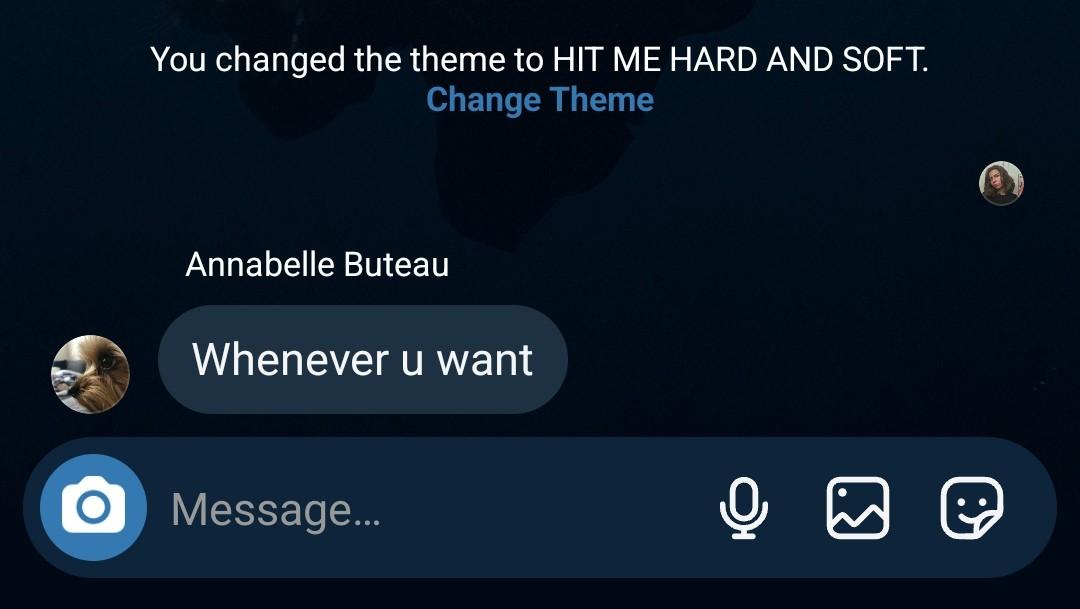 You changed the theme to HIT ME HARD AND SOFT.
Change Theme
Annabelle Buteau
Whenever u want
Message…